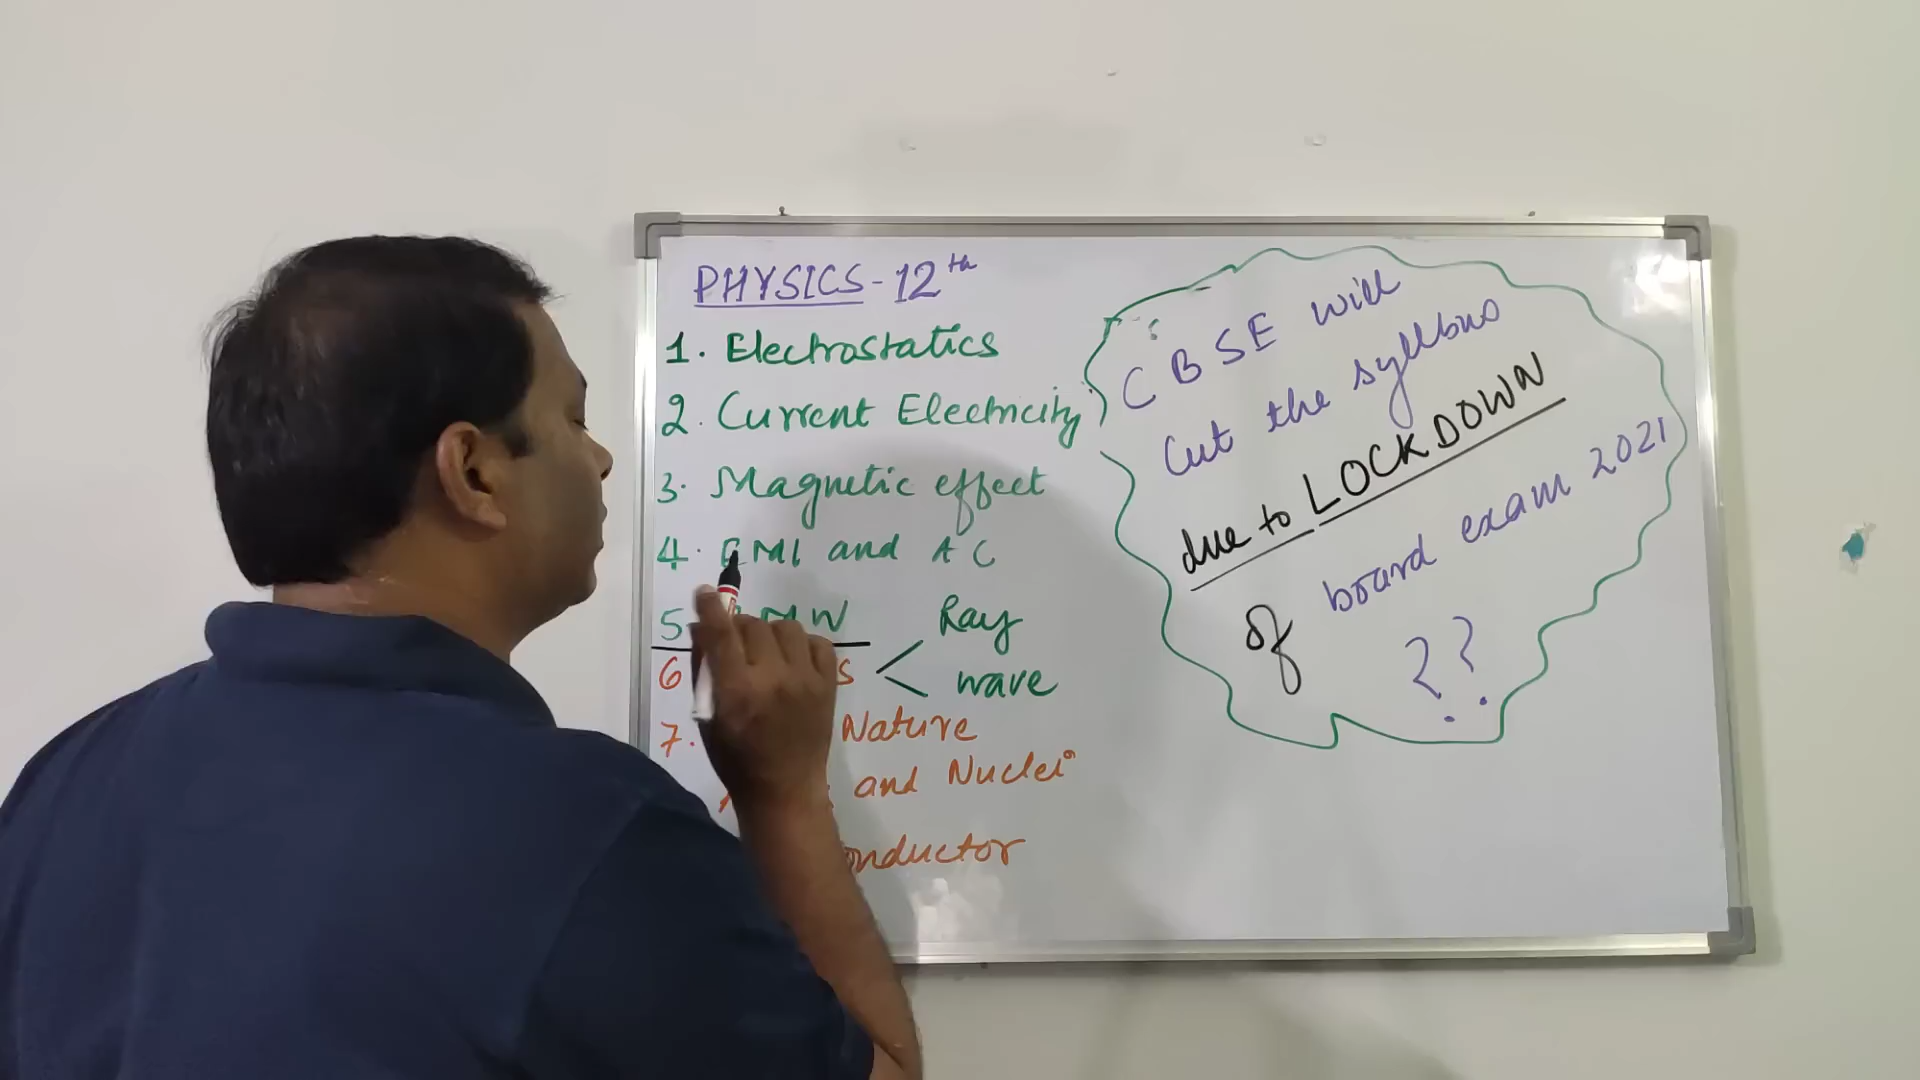 PHYSICS - 12th
1. Electrostatics
2. Current Electricity
3. Magnetic effect
4. EMI and AC
5. MW
Ray
6 s < wave
7. Nature
and Nuclei
onductor
CBSE will
cut the syllbus
due to LOCKDOWN
of board exam 2021
??